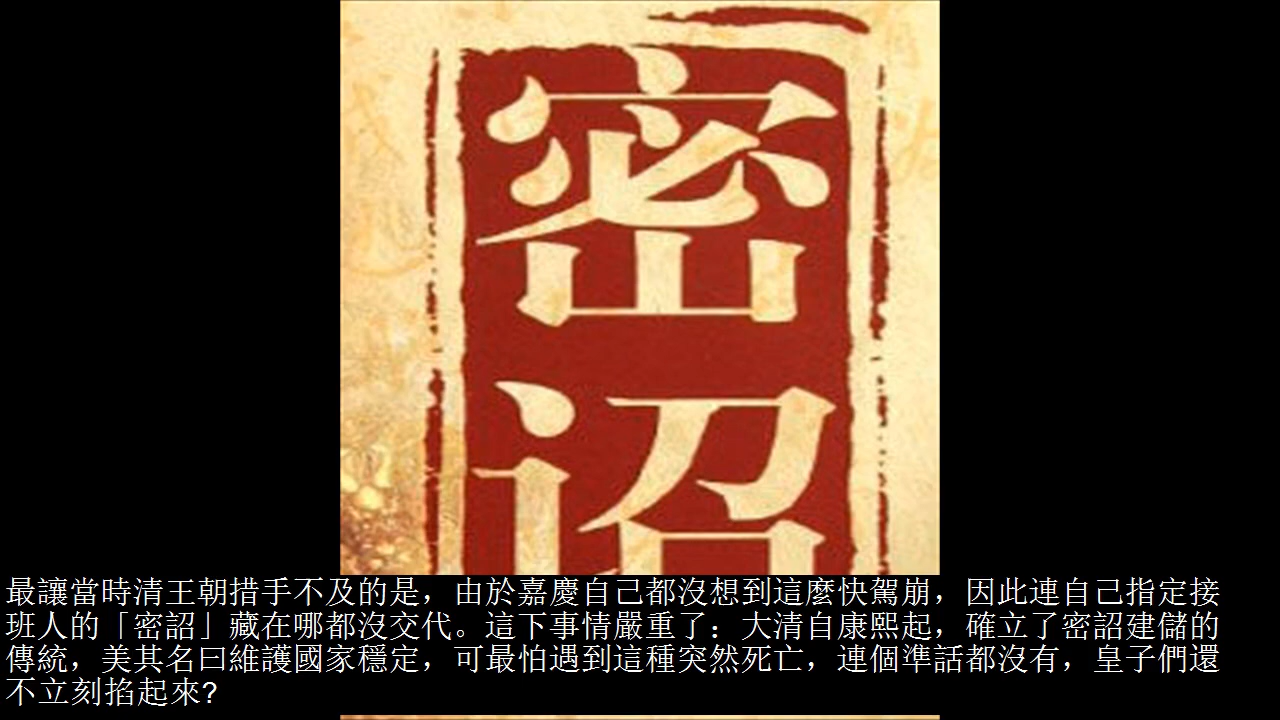 密
诏
最讓當時清王朝措手不及的是，由於嘉慶自己都沒想到這麼快駕崩，因此連自己指定接
班人的「密詔」藏在哪都沒交代。這下事情嚴重了：大清自康熙起，確立了密詔建儲的
傳統，美其名曰維護國家穩定，可最怕遇到這種突然死亡，連個準話都沒有，皇子們還
不立刻掐起來?